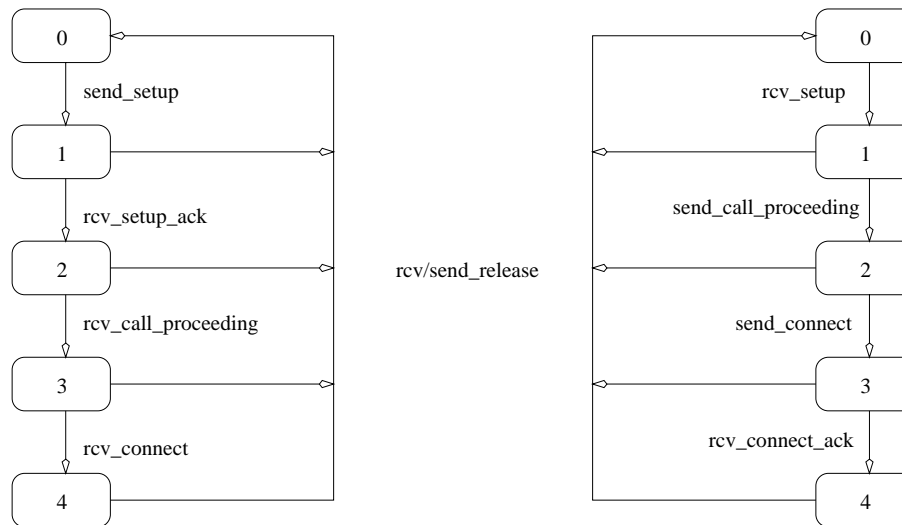 0
send_setup
1
rcv_setup_ack
2
rcv_call_proceeding
3
rcv_connect
4
rcv/send_release
0
rcv_setup
1
send_call_proceeding
2
send_connect
3
rcv_connect_ack
4